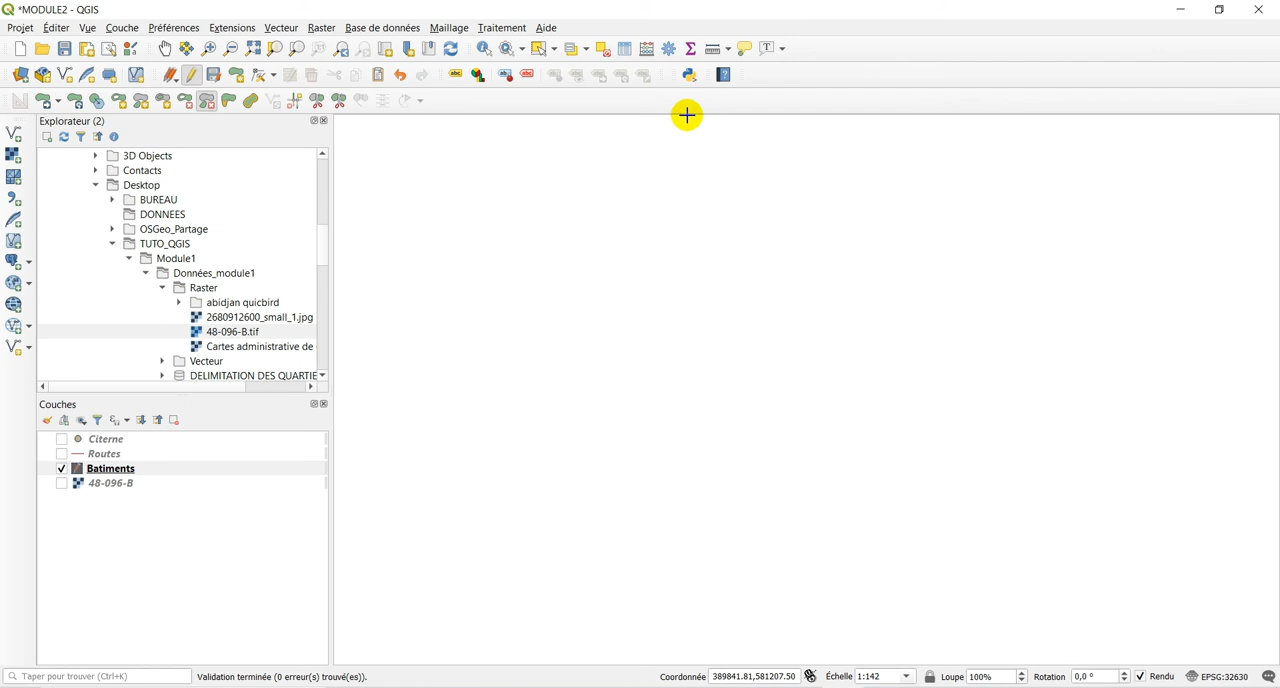 *MODULE2 - QGIS
Projet Éditer Vue Couche Préférences Extensions Vecteur Raster Base de données Maillage Traitement Aide
Explorateur (2)
3D Objects
Contacts
Desktop
BUREAU
DONNEES
OSGeo_Partage
TUTO_QGIS
Module1
Données_module1
Raster
abidjan quicbird
2680912600_small_1.jpg
48-096-B.tif
Cartes administrative de
Vecteur
DELIMITATION DES QUARTIE
Couches
Citerne
Routes
Batiments
48-096-B
Taper pour trouver (Ctrl+K) Validation terminée (0 erreur(s) trouvé(es)). Coordonnée 389841.81,581207.50 Échelle 1:142 Loupe 100% Rotation 0,0 ° Rendu EPSG:32630